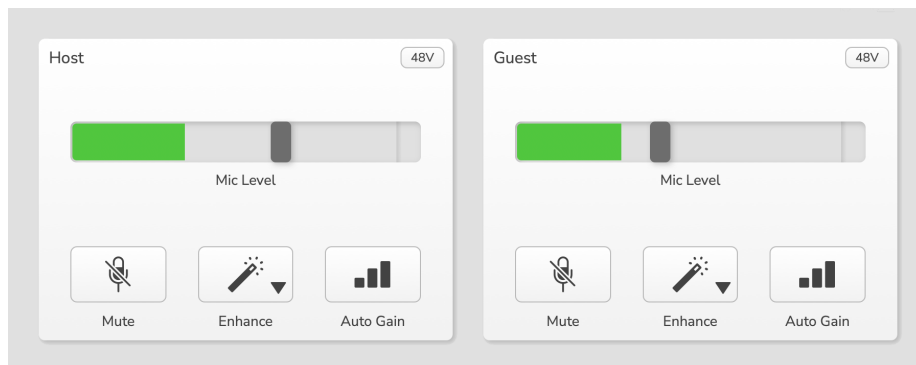 Host
48V
Mic Level
Mute
Enhance
Auto Gain
Guest
48V
Mic Level
Mute
Enhance
Auto Gain